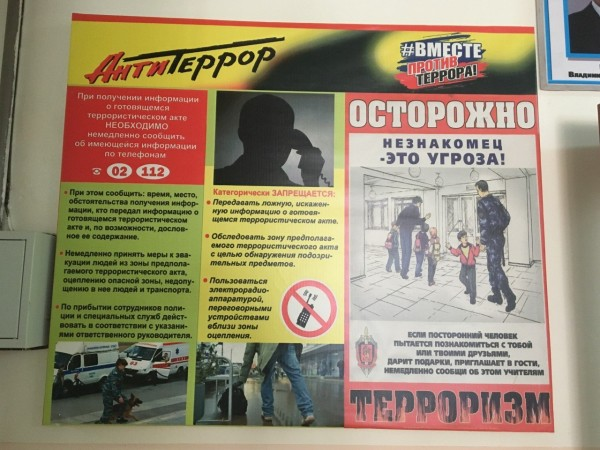 АнтиТеррор
#ВМЕСТЕ
ПРОТИВ
ТЕРРОРА!
При получении информации
о готовящемся
террористическом акте
НЕОБХОДИМО
немедленно сообщить
об имеющейся информации
по телефонам
02 112
• При этом сообщить: время, место,
обстоятельства получения инфор-
мации, кто передал информацию о
готовящемся террористическом
акте и, по возможности, дослов-
ное ее содержание.
• Немедленно принять меры к эва-
куации людей из зоны предпо-
лагаемого террористического акта,
оцеплению опасной зоны, недопу-
щению в нее людей и транспорта.
• По прибытии сотрудников поли-
ции и специальных служб дейст-
вовать в соответствии с указани-
ями ответственного руководителя.
Категорически ЗАПРЕЩАЕТСЯ:
• Передавать ложную, искажен-
ную информацию о готовя-
щемся террористическом акте.
• Обследовать зону предполага-
емого террористического акта
с целью обнаружения подозри-
тельных предметов.
• Пользоваться
электрорадио-
аппаратурой,
переговорными
устройствами
вблизи зоны
оцепления.
ОСТОРОЖНО
НЕЗНАКОМЕЦ
-ЭТО УГРОЗА!
ЕСЛИ ПОСТОРОННИЙ ЧЕЛОВЕК
ПЫТАЕТСЯ ПОЗНАКОМИТЬСЯ С ТОБОЙ
ИЛИ ТВОИМИ ДРУЗЬЯМИ,
ДАРИТ ПОДАРКИ, ПРИГЛАШАЕТ В ГОСТИ,
НЕМЕДЛЕННО СООБЩИ ОБ ЭТОМ УЧИТЕЛЯМ
ТЕРРОРИЗМ
03